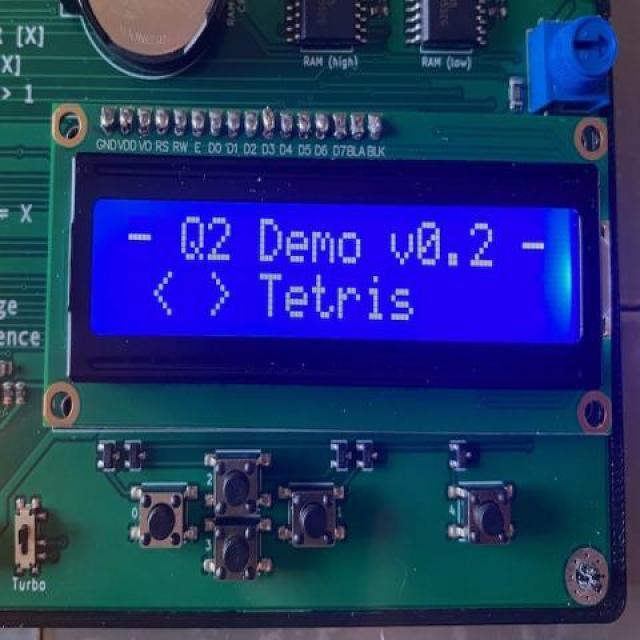 [X]
X]
> 1
RAM (high)
RAM (low)
GND VDD VO RS RW E D0 D1 D2 D3 D4 D5 D6 D7 BLA BLK
= X
- Q2 Demo v0.2 -
< > Tetris
ge
ence
2
0
1
4
3
Turbo